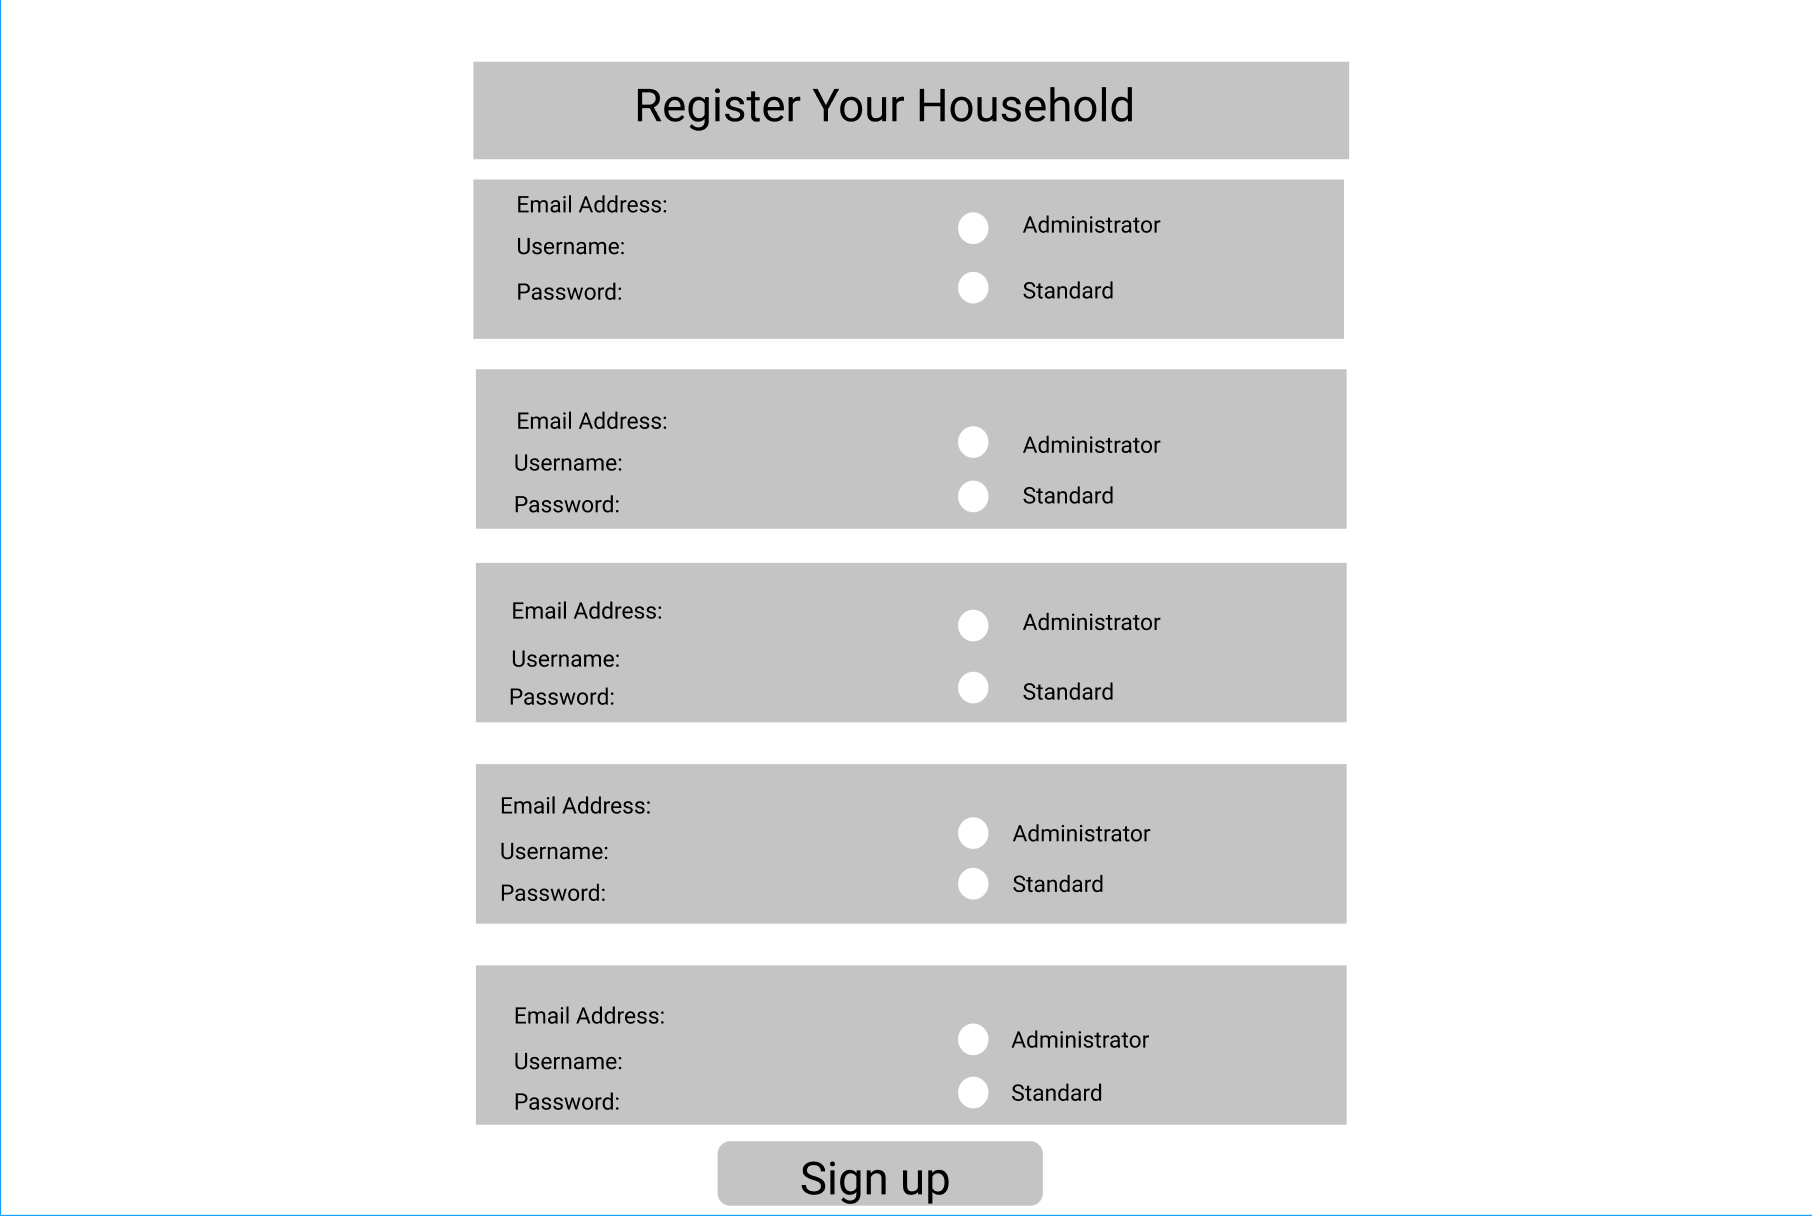 Register Your Household
Email Address:
Username:
Password:
Administrator
Standard
Email Address:
Username:
Password:
Administrator
Standard
Email Address:
Username:
Password:
Administrator
Standard
Email Address:
Username:
Password:
Administrator
Standard
Email Address:
Username:
Password:
Administrator
Standard
Sign up